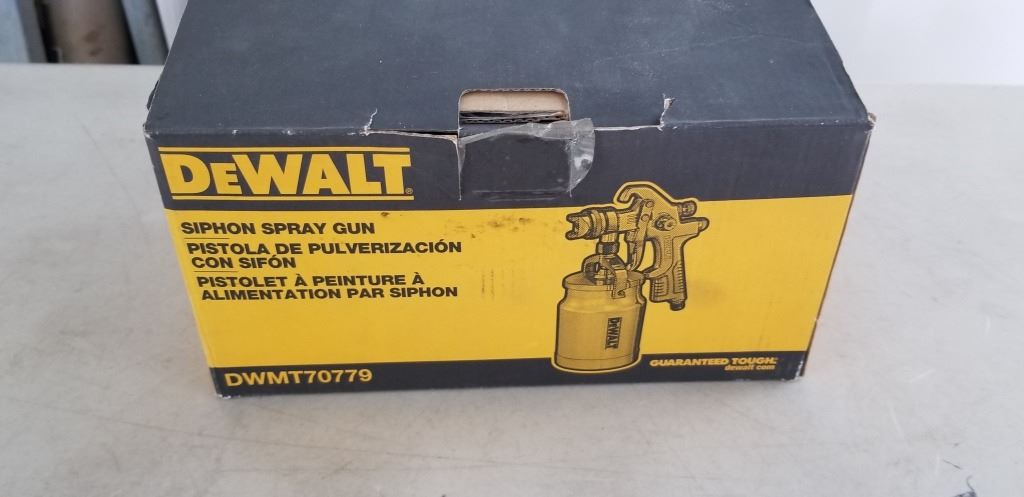 DEWALT®
SIPHON SPRAY GUN
PISTOLA DE PULVERIZACIÓN
CON SIFÓN
PISTOLET À PEINTURE À
ALIMENTATION PAR SIPHON
DEWALT
GUARANTEED TOUGH.®
dewalt.com
DWMT70779